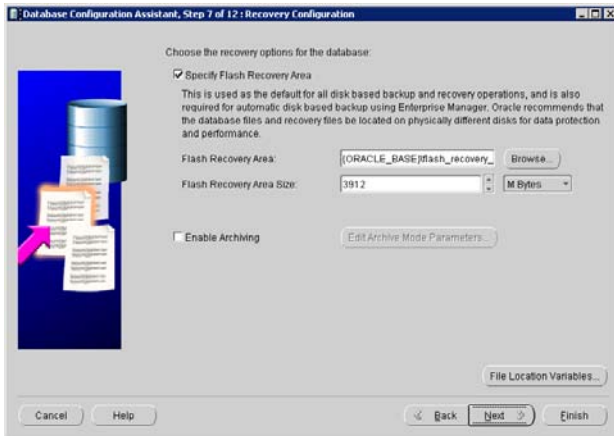 Database Configuration Assistant, Step 7 of 12 : Recovery Configuration
Choose the recovery options for the database:
Specify Flash Recovery Area
This is used as the default for all disk based backup and recovery operations, and is also
required for automatic disk based backup using Enterprise Manager. Oracle recommends that
the database files and recovery files be located on physically different disks for data protection
and performance.
Flash Recovery Area: {ORACLE_BASE}\flash_recovery_ Browse...
Flash Recovery Area Size: 3912 M Bytes
Enable Archiving Edit Archive Mode Parameters...
File Location Variables...
Cancel Help Back Next Finish